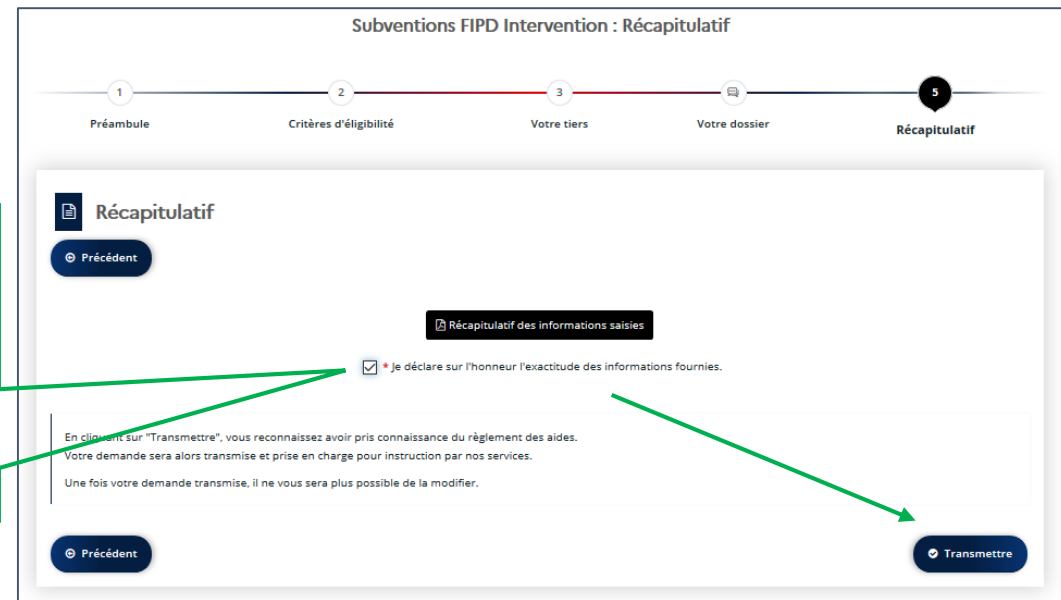 Subventions FIPD Intervention : Récapitulatif
1
2
3
5
Préambule
Critères d'éligibilité
Votre tiers
Votre dossier
Récapitulatif
Récapitulatif
Précédent
Récapitulatif des informations saisies
* Je déclare sur l'honneur l'exactitude des informations fournies.
En cliquant sur "Transmettre", vous reconnaissez avoir pris connaissance du règlement des aides.
Votre demande sera alors transmise et prise en charge pour instruction par nos services.
Une fois votre demande transmise, il ne vous sera plus possible de la modifier.
Précédent
Transmettre